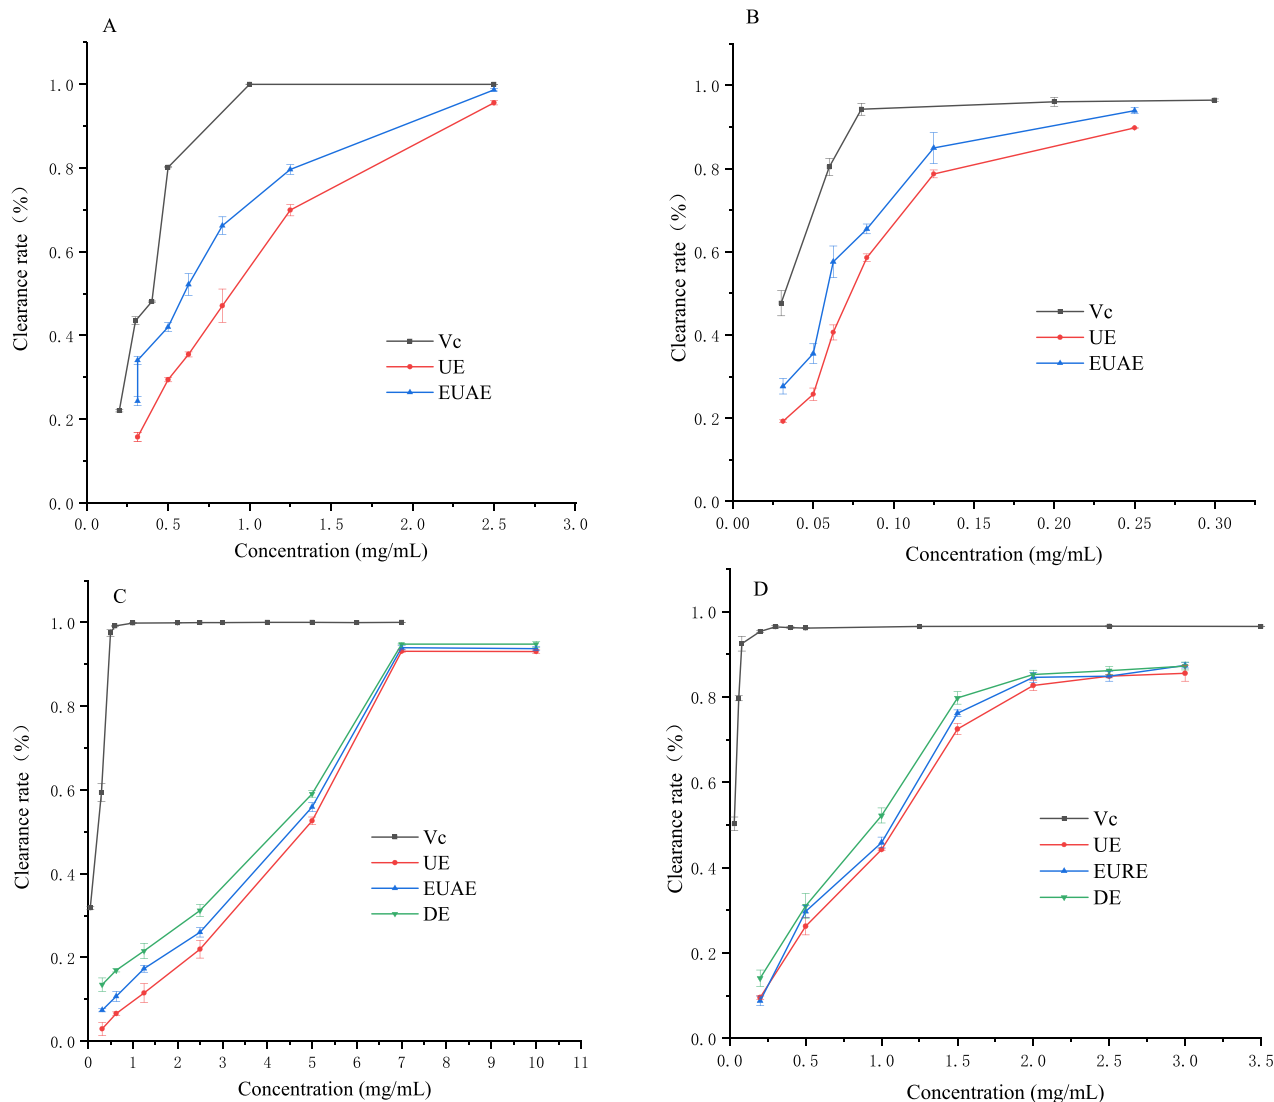 A
Clearance rate（%）
1.0
0.8
0.6
0.4
0.2
0.0
Vc
UE
EUAE
0.0 0.5 1.0 1.5 2.0 2.5 3.0
Concentration (mg/mL)
B
Clearance rate（%）
1.0
0.8
0.6
0.4
0.2
0.0
Vc
UE
EUAE
0.00 0.05 0.10 0.15 0.20 0.25 0.30
Concentration (mg/mL)
C
Clearance rate（%）
1.0
0.8
0.6
0.4
0.2
0.0
Vc
UE
EUAE
DE
0 1 2 3 4 5 6 7 8 9 10 11
Concentration (mg/mL)
D
Clearance rate（%）
1.0
0.8
0.6
0.4
0.2
0.0
Vc
UE
EURE
DE
0.0 0.5 1.0 1.5 2.0 2.5 3.0 3.5
Concentration (mg/mL)